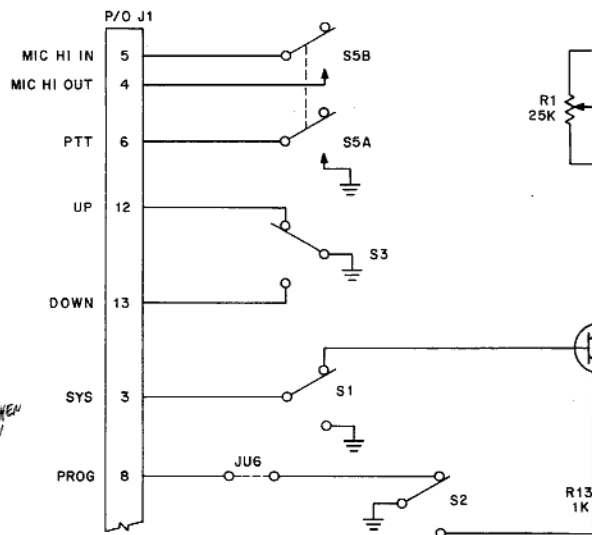 P/O J1
MIC HI IN 5 S5B
MIC HI OUT 4
R1
25K
PTT 6 S5A
UP 12
S3
DOWN 13
SYS 3 S1
JU6
PROG 8
S2
R13
1K